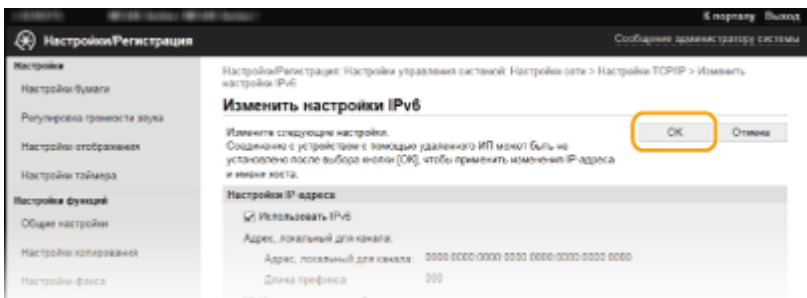 К порталу Выход
Настройки/Регистрация
Сообщение администратору системы
Настройка
Настройки бумаги
Регулировка громкости звука
Настройки отображения
Настройки таймера
Настройка функций
Общие настройки
Настройки копирования
Настройки факса
Настройки/Регистрация: Настройки управления системой: Настройки сети > Настройки TCP/IP > Изменить
настройки IPv6
Изменить настройки IPv6
Измените следующие настройки.
Соединение с устройством с помощью удаленного ИП может быть не
установлено после выбора кнопки [OK], чтобы применить изменения IP-адреса
и имени хоста.
OK Отмена
Настройки IP-адреса
Использовать IPv6
Адрес, локальный для канала:
Адрес, локальный для канала: 0000:0000:0000:0000:0000:0000:0000:0000
Длина префикса: 000